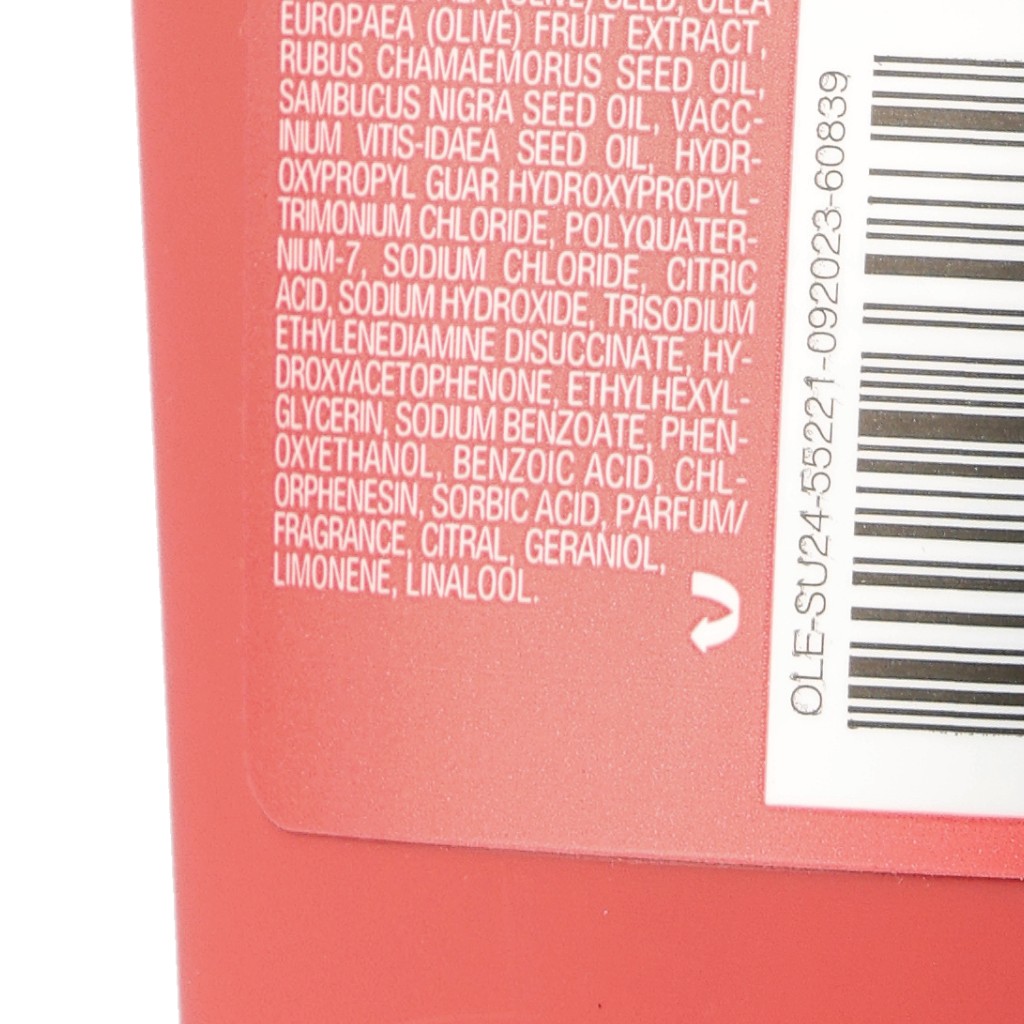 (OLIVE) SEED, OLEA
EUROPAEA (OLIVE) FRUIT EXTRACT,
RUBUS CHAMAEMORUS SEED OIL,
SAMBUCUS NIGRA SEED OIL, VACC-
INIUM VITIS-IDAEA SEED OIL, HYDR-
OXYPROPYL GUAR HYDROXYPROPYL-
TRIMONIUM CHLORIDE, POLYQUATER-
NIUM-7, SODIUM CHLORIDE, CITRIC
ACID, SODIUM HYDROXIDE, TRISODIUM
ETHYLENEDIAMINE DISUCCINATE, HY-
DROXYACETOPHENONE, ETHYLHEXYL-
GLYCERIN, SODIUM BENZOATE, PHEN-
OXYETHANOL, BENZOIC ACID, CHL-
ORPHENESIN, SORBIC ACID, PARFUM/
FRAGRANCE, CITRAL, GERANIOL,
LIMONENE, LINALOOL.
OLE-SU24-55221-092023-60839